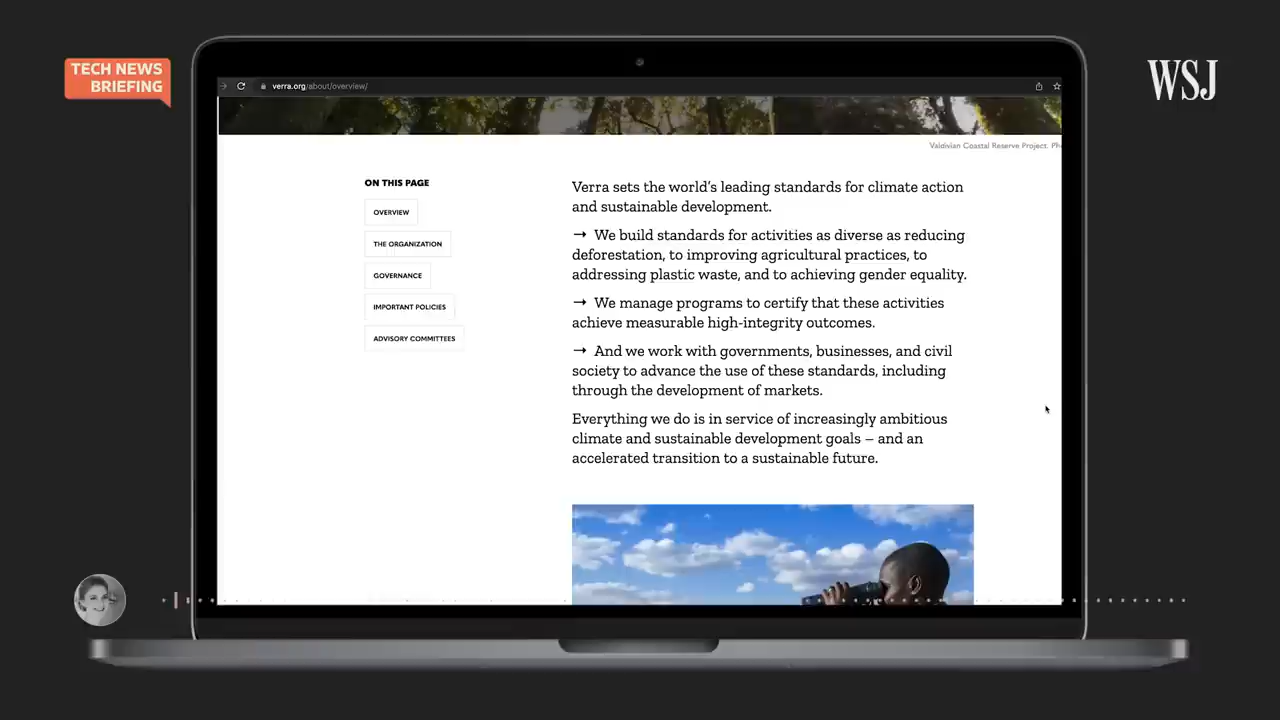 TECH NEWS
BRIEFING
WSJ
verra.org/about/overview/
Valdivian Coastal Reserve Project.
ON THIS PAGE
OVERVIEW
THE ORGANIZATION
GOVERNANCE
IMPORTANT POLICIES
ADVISORY COMMITTEES
Verra sets the world’s leading standards for climate action
and sustainable development.
→ We build standards for activities as diverse as reducing
deforestation, to improving agricultural practices, to
addressing plastic waste, and to achieving gender equality.
→ We manage programs to certify that these activities
achieve measurable high-integrity outcomes.
→ And we work with governments, businesses, and civil
society to advance the use of these standards, including
through the development of markets.
Everything we do is in service of increasingly ambitious
climate and sustainable development goals – and an
accelerated transition to a sustainable future.